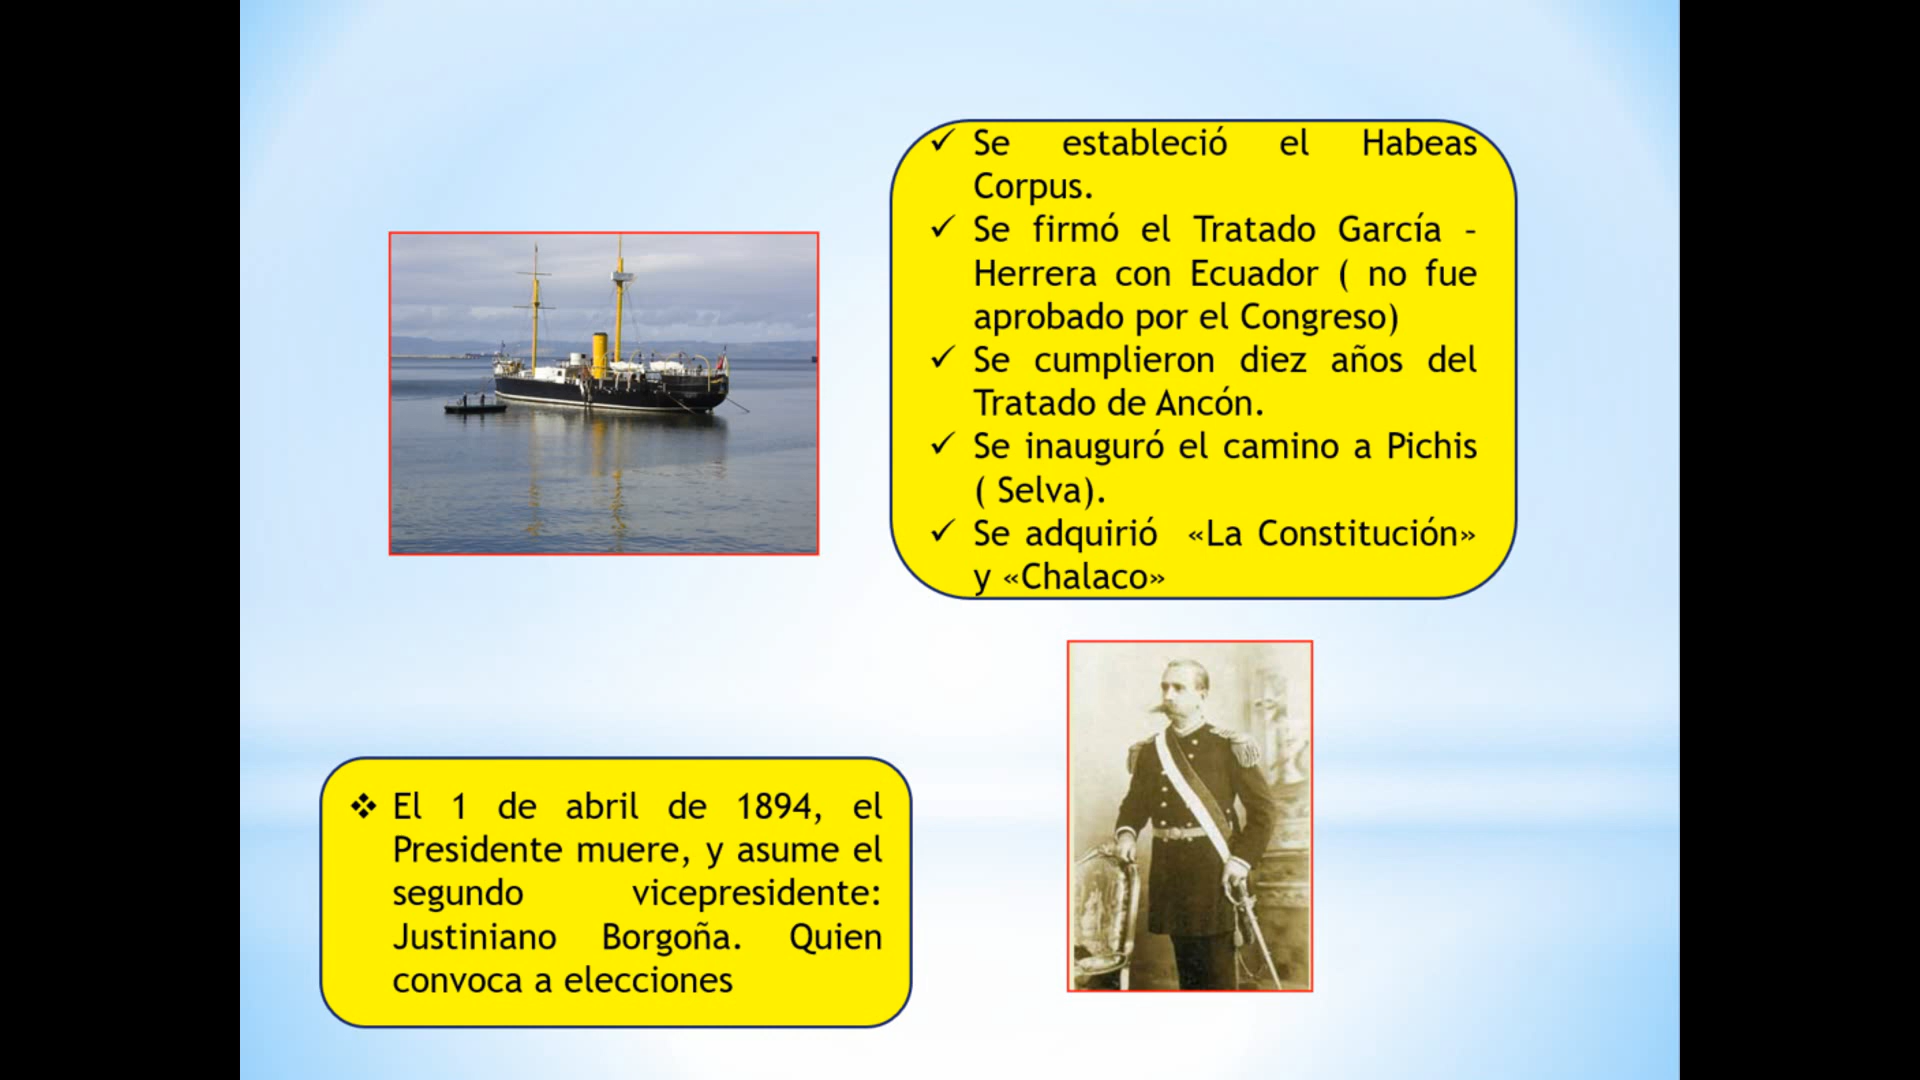 ✓ Se estableció el Habeas
Corpus.
✓ Se firmó el Tratado García –
Herrera con Ecuador ( no fue
aprobado por el Congreso)
✓ Se cumplieron diez años del
Tratado de Ancón.
✓ Se inauguró el camino a Pichis
( Selva).
✓ Se adquirió «La Constitución»
y «Chalaco»
❖ El 1 de abril de 1894, el
Presidente muere, y asume el
segundo vicepresidente:
Justiniano Borgoña. Quien
convoca a elecciones